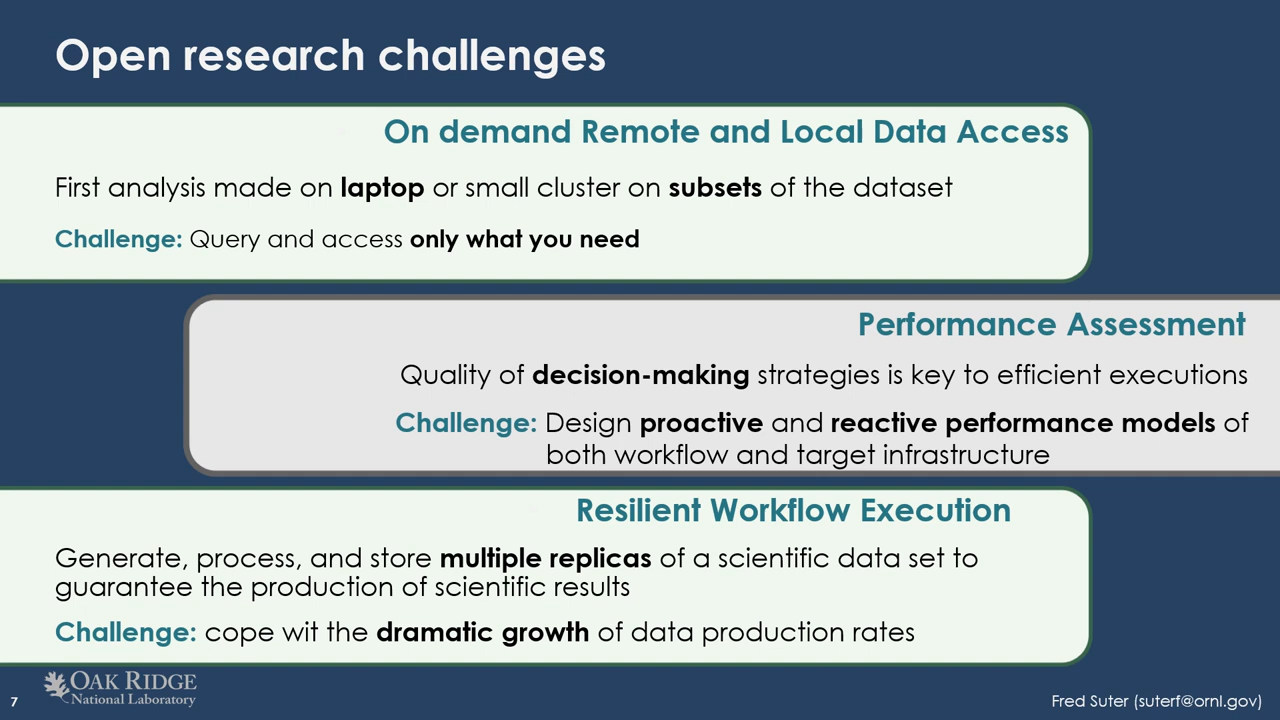 Open research challenges
On demand Remote and Local Data Access
First analysis made on laptop or small cluster on subsets of the dataset
Challenge: Query and access only what you need
Performance Assessment
Quality of decision-making strategies is key to efficient executions
Challenge: Design proactive and reactive performance models of
both workflow and target infrastructure
Resilient Workflow Execution
Generate, process, and store multiple replicas of a scientific data set to
guarantee the production of scientific results
Challenge: cope wit the dramatic growth of data production rates
OAK RIDGE
National Laboratory
7
Fred Suter (suterf@ornl.gov)